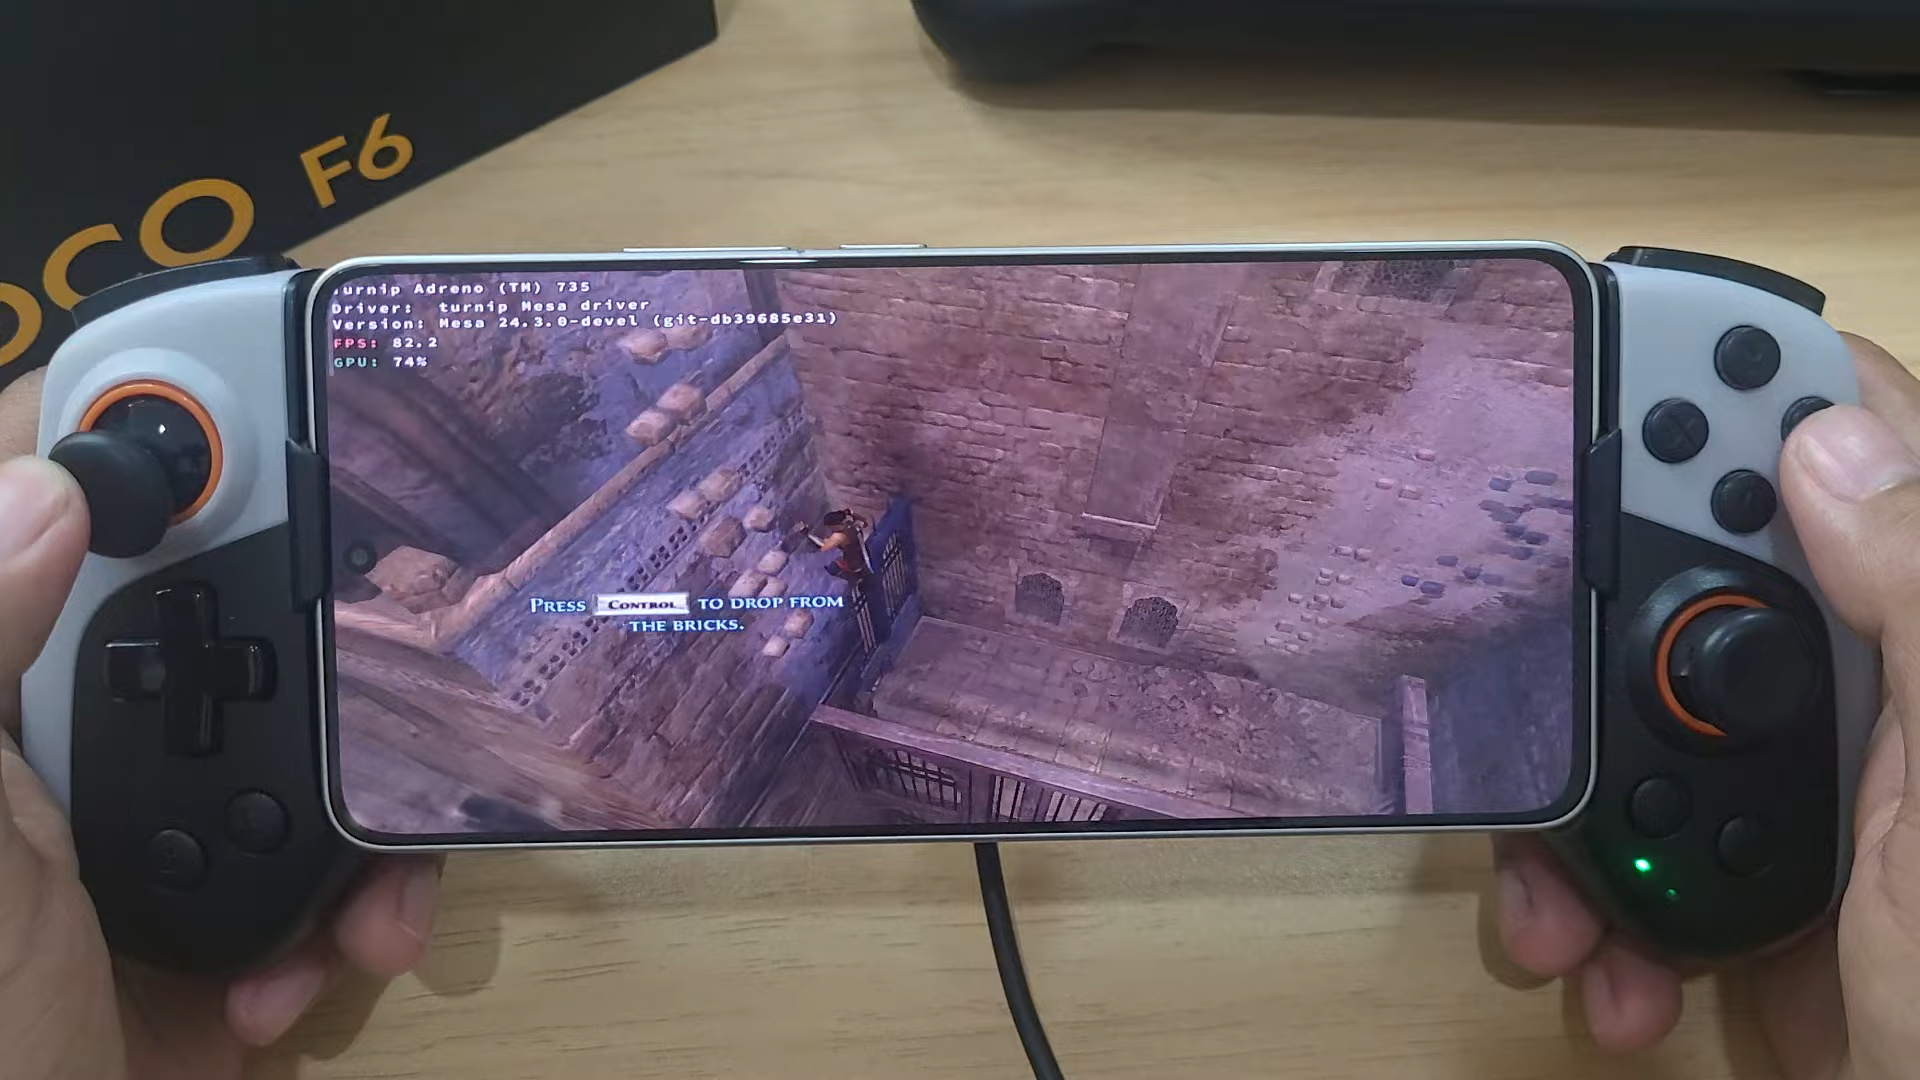 OCO F6
Turnip Adreno (TM) 735
Driver: turnip Mesa driver
Version: Mesa 24.3.0-devel (git-db39685e31)
FPS: 82.2
GPU: 74%
PRESS CONTROL TO DROP FROM
THE BRICKS.